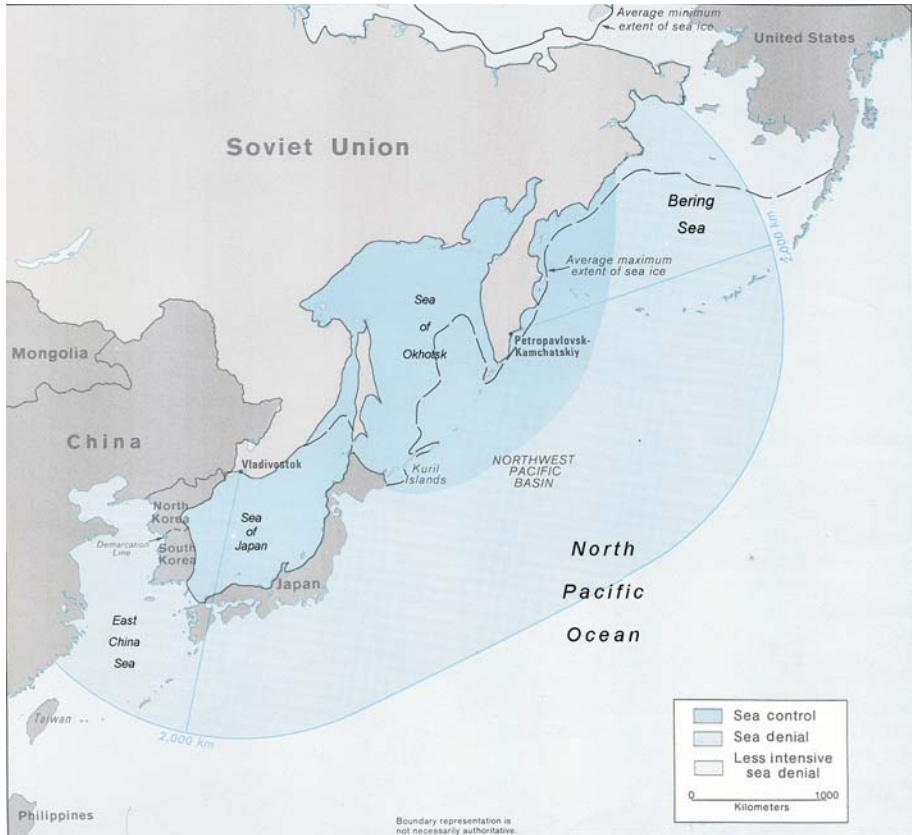 Average minimum
extent of sea ice
United States
Soviet Union
Bering
Sea
2,000 km
Average maximum
extent of sea ice
Sea
of
Okhotsk
Petropavlovsk-
Kamchatskiy
Mongolia
China
Vladivostok
Kuril
Islands
NORTHWEST
PACIFIC
BASIN
North
Korea
Demarcation
Line
South
Korea
Sea
of
Japan
Japan
North
Pacific
Ocean
East
China
Sea
Taiwan
2,000 km
Sea control
Sea denial
Less intensive
sea denial
0 1000
Kilometers
Philippines
Boundary representation is
not necessarily authoritative.